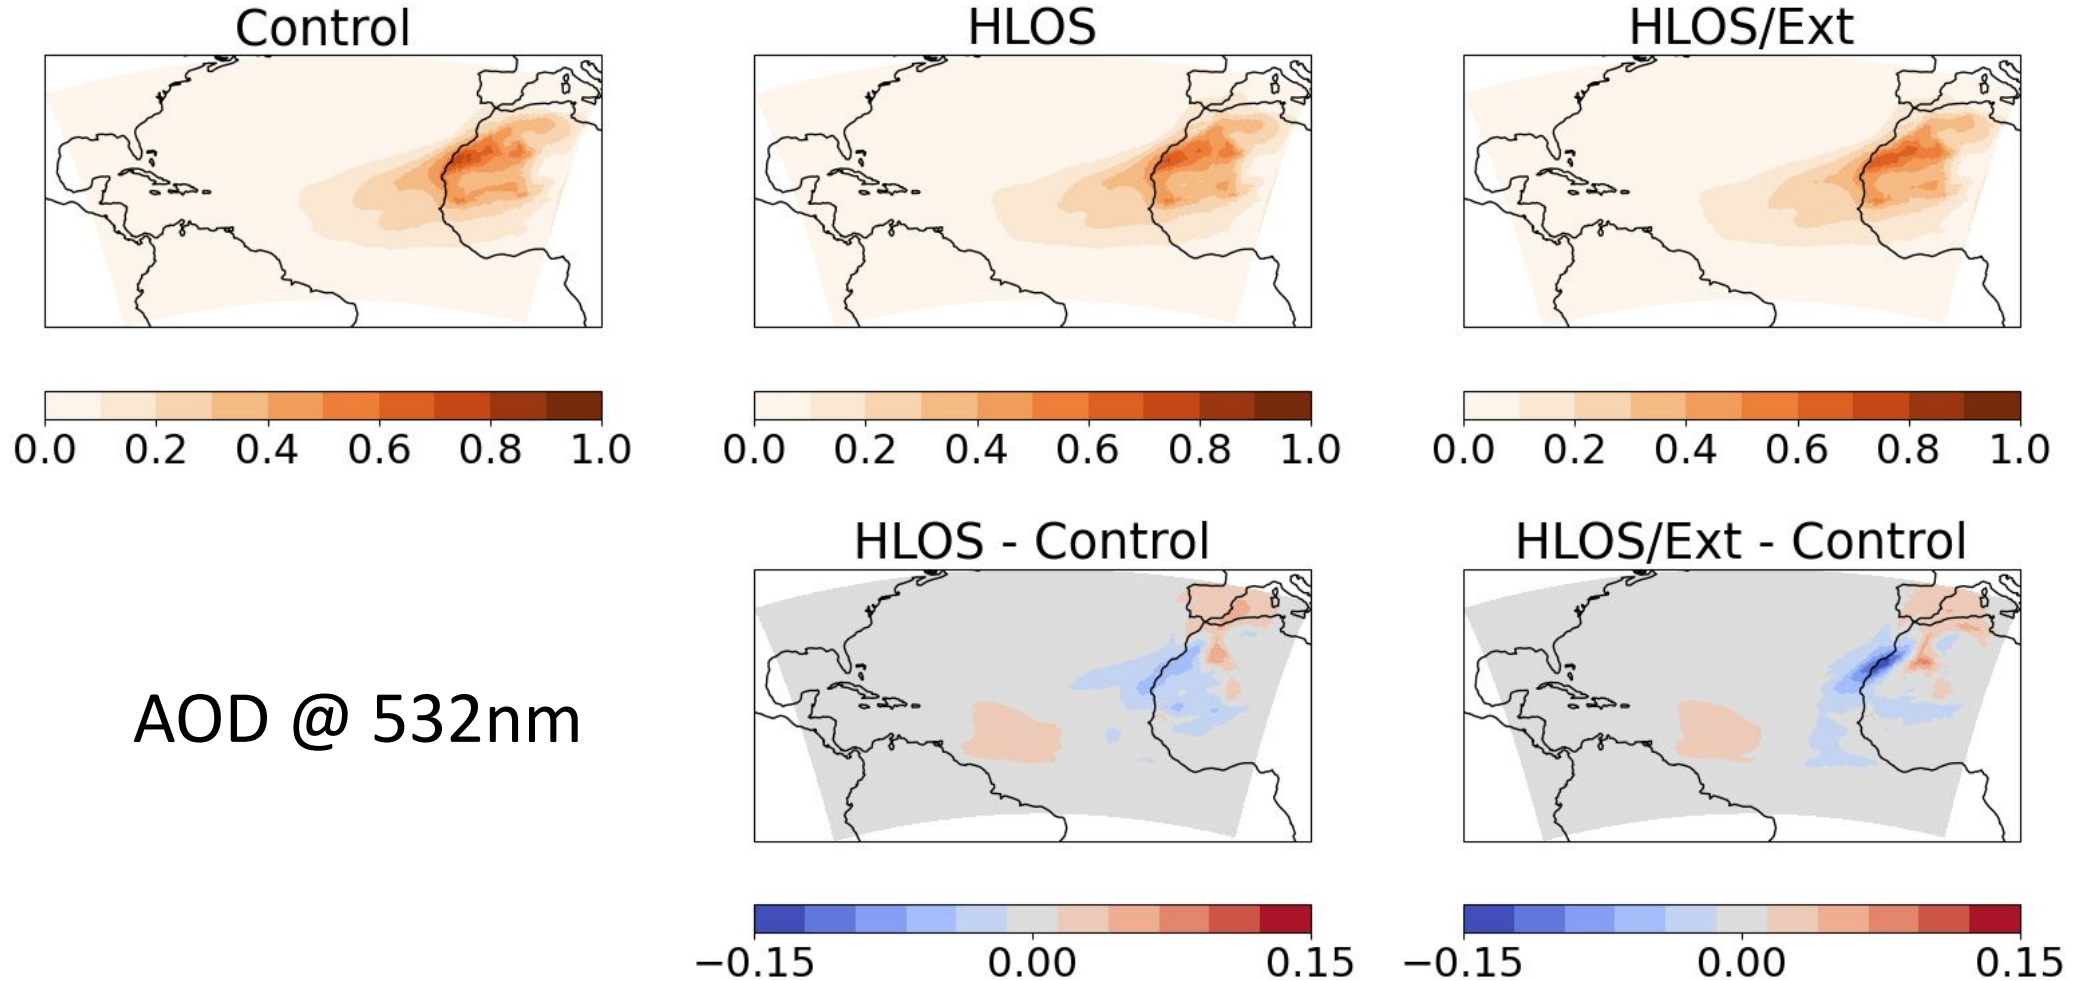 Control
HLOS
HLOS/Ext
0.0 0.2 0.4 0.6 0.8 1.0
0.0 0.2 0.4 0.6 0.8 1.0
0.0 0.2 0.4 0.6 0.8 1.0
AOD @ 532nm
HLOS - Control
HLOS/Ext - Control
−0.15 0.00 0.15
−0.15 0.00 0.15